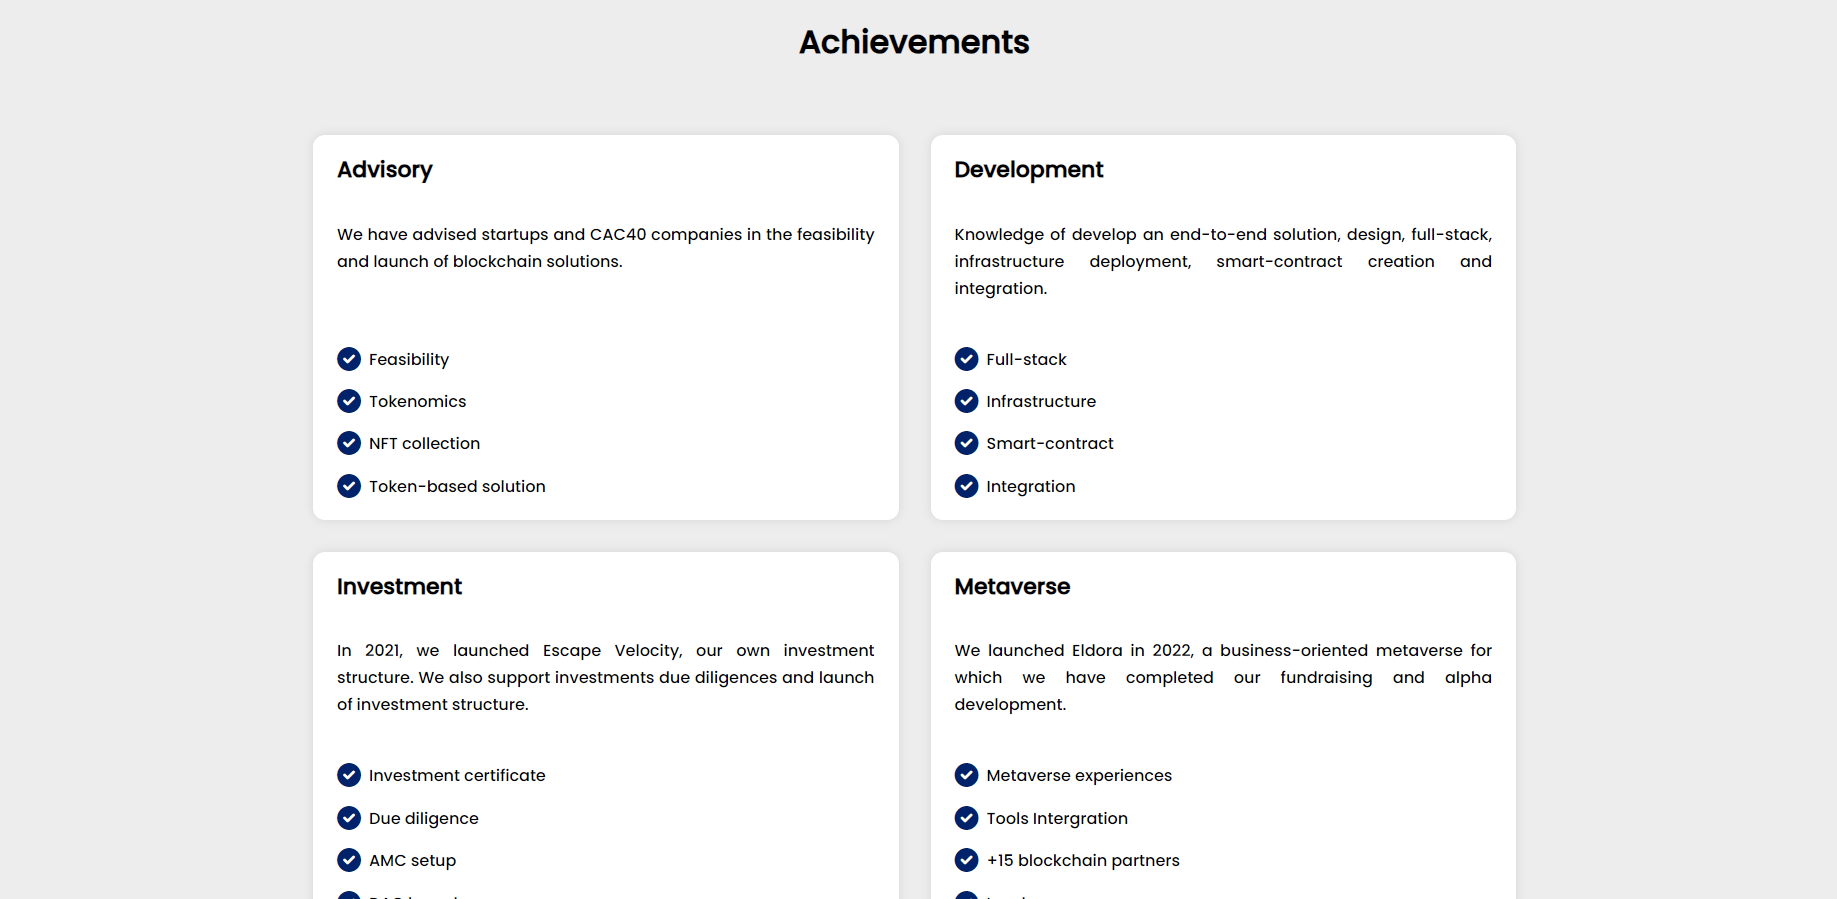 Achievements
Advisory
We have advised startups and CAC40 companies in the feasibility
and launch of blockchain solutions.
Feasibility
Tokenomics
NFT collection
Token-based solution
Development
Knowledge of develop an end-to-end solution, design, full-stack,
infrastructure deployment, smart-contract creation and
integration.
Full-stack
Infrastructure
Smart-contract
Integration
Investment
In 2021, we launched Escape Velocity, our own investment
structure. We also support investments due diligences and launch
of investment structure.
Investment certificate
Due diligence
AMC setup
Metaverse
We launched Eldora in 2022, a business-oriented metaverse for
which we have completed our fundraising and alpha
development.
Metaverse experiences
Tools Intergration
+15 blockchain partners